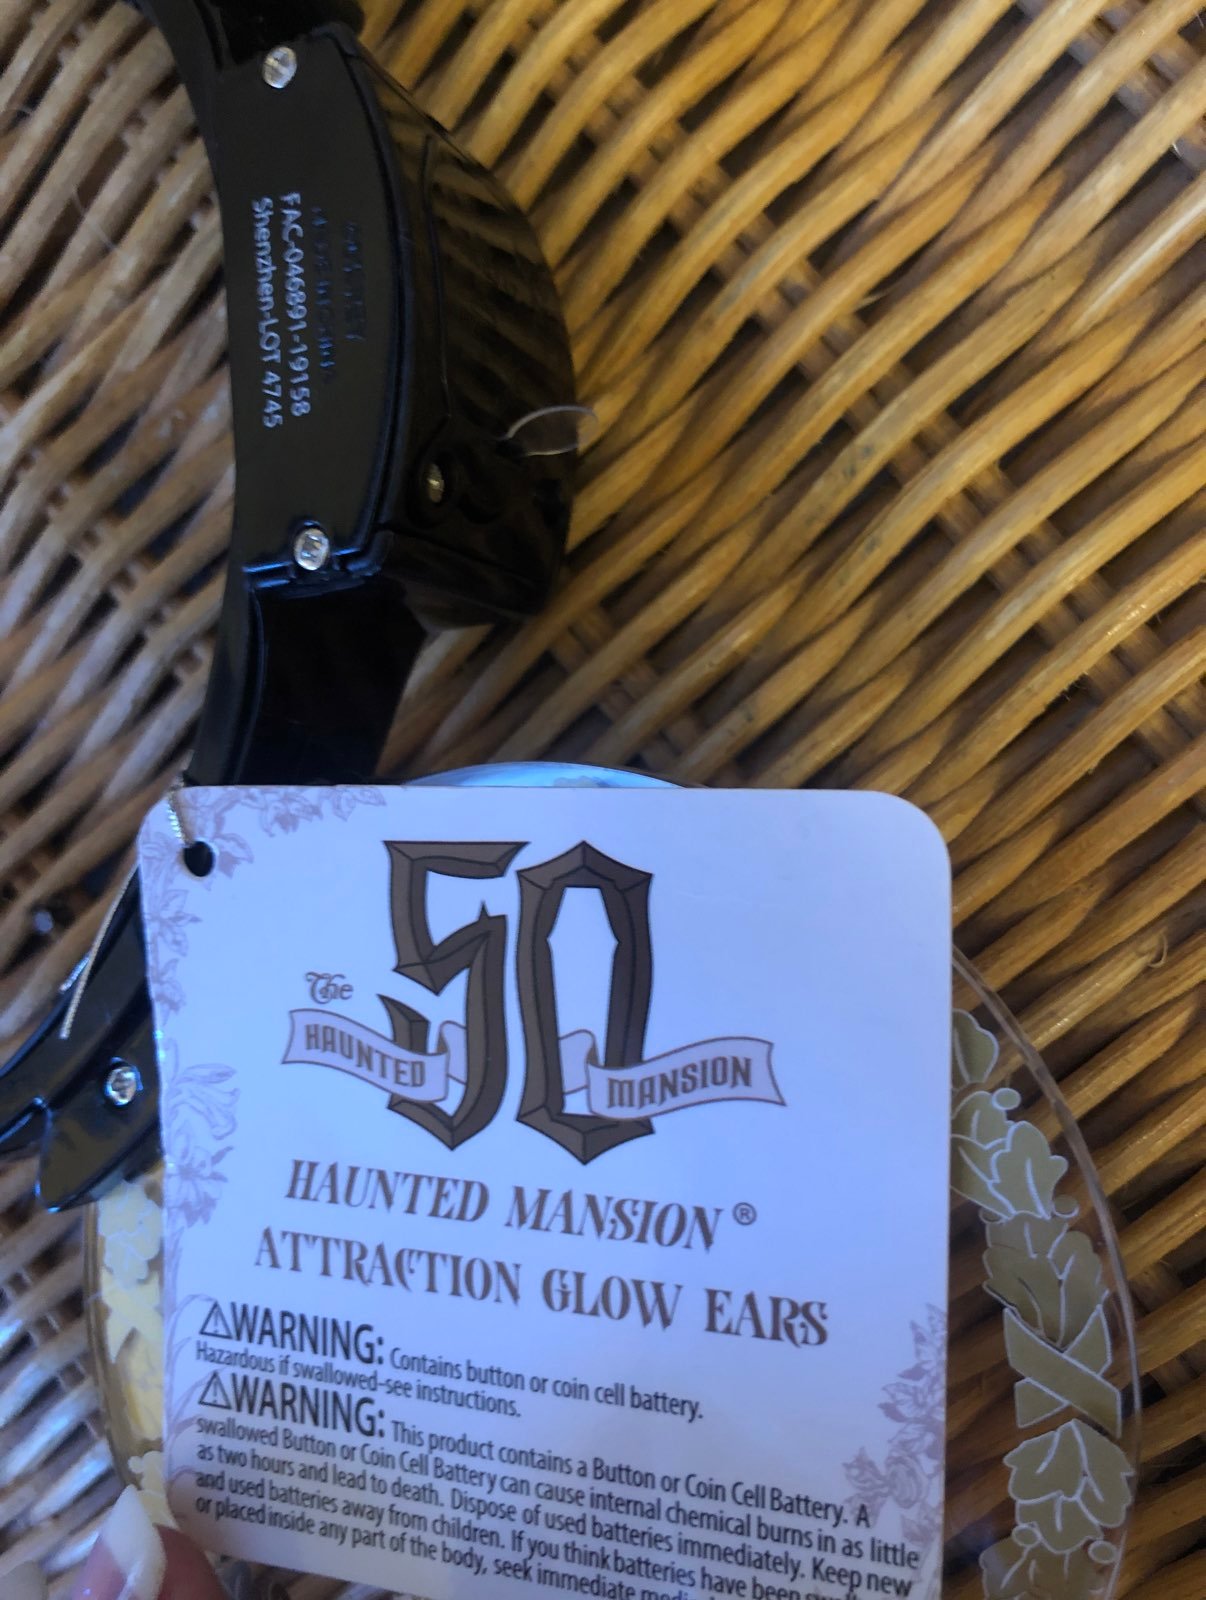 FAC-046891-19158
Shenzhen-LOT 4745
50
The
HAUNTED MANSION
HAUNTED MANSION®
ATTRACTION GLOW EARS
⚠WARNING: Contains button or coin cell battery.
Hazardous if swallowed-see instructions.
⚠WARNING: This product contains a Button or Coin Cell Battery. A
swallowed Button or Coin Cell Battery can cause internal chemical burns in as little
as two hours and lead to death. Dispose of used batteries immediately. Keep new
and used batteries away from children. If you think batteries have been
or placed inside any part of the body, seek immediate